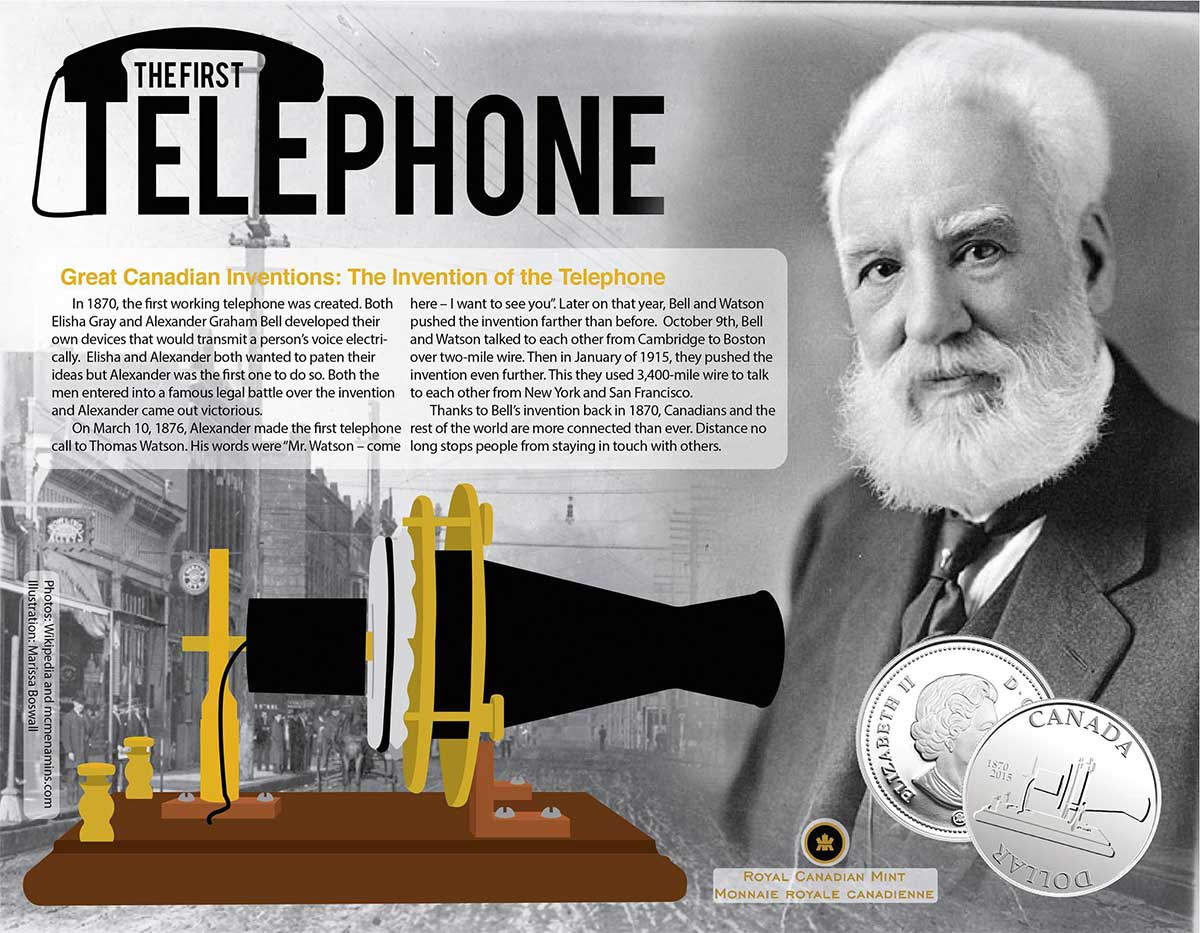 THE FIRST
TELEPHONE
Great Canadian Inventions: The Invention of the Telephone
In 1870, the first working telephone was created. Both
Elisha Gray and Alexander Graham Bell developed their
own devices that would transmit a person's voice electri-
cally.  Elisha and Alexander both wanted to paten their
ideas but Alexander was the first one to do so. Both the
men entered into a famous legal battle over the invention
and Alexander came out victorious.
On March 10, 1876, Alexander made the first telephone
call to Thomas Watson. His words were "Mr. Watson – come
here – I want to see you". Later on that year, Bell and Watson
pushed the invention farther than before.  October 9th, Bell
and Watson talked to each other from Cambridge to Boston
over two-mile wire. Then in January of 1915, they pushed the
invention even further. This they used 3,400-mile wire to talk
to each other from New York and San Francisco.
Thanks to Bell's invention back in 1870, Canadians and the
rest of the world are more connected than ever. Distance no
long stops people from staying in touch with others.
Photos: Wikipedia and mcmenamins.com
Illustration: Marissa Boswall
ELIZABETH II
D.
CANADA
1870
2015
DOLLAR
ROYAL CANADIAN MINT
MONNAIE ROYALE CANADIENNE